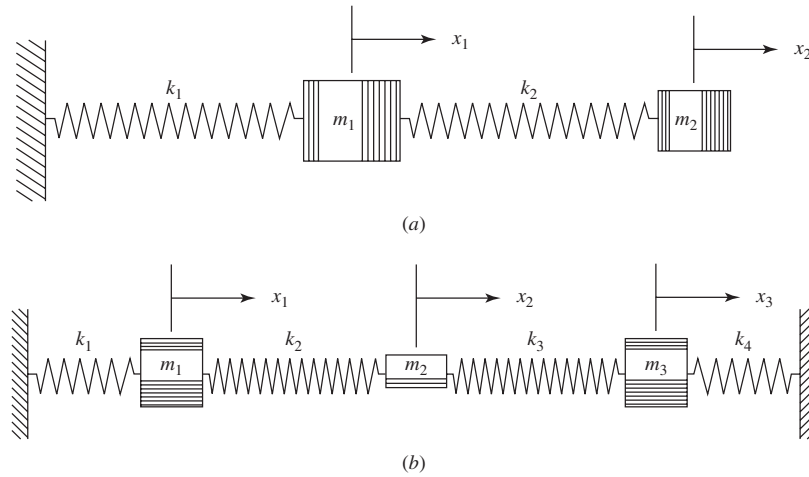 x₁
x₂
k₁
k₂
m₁
m₂
(a)
x₁
x₂
x₃
k₁
k₂
k₃
k₄
m₁
m₂
m₃
(b)